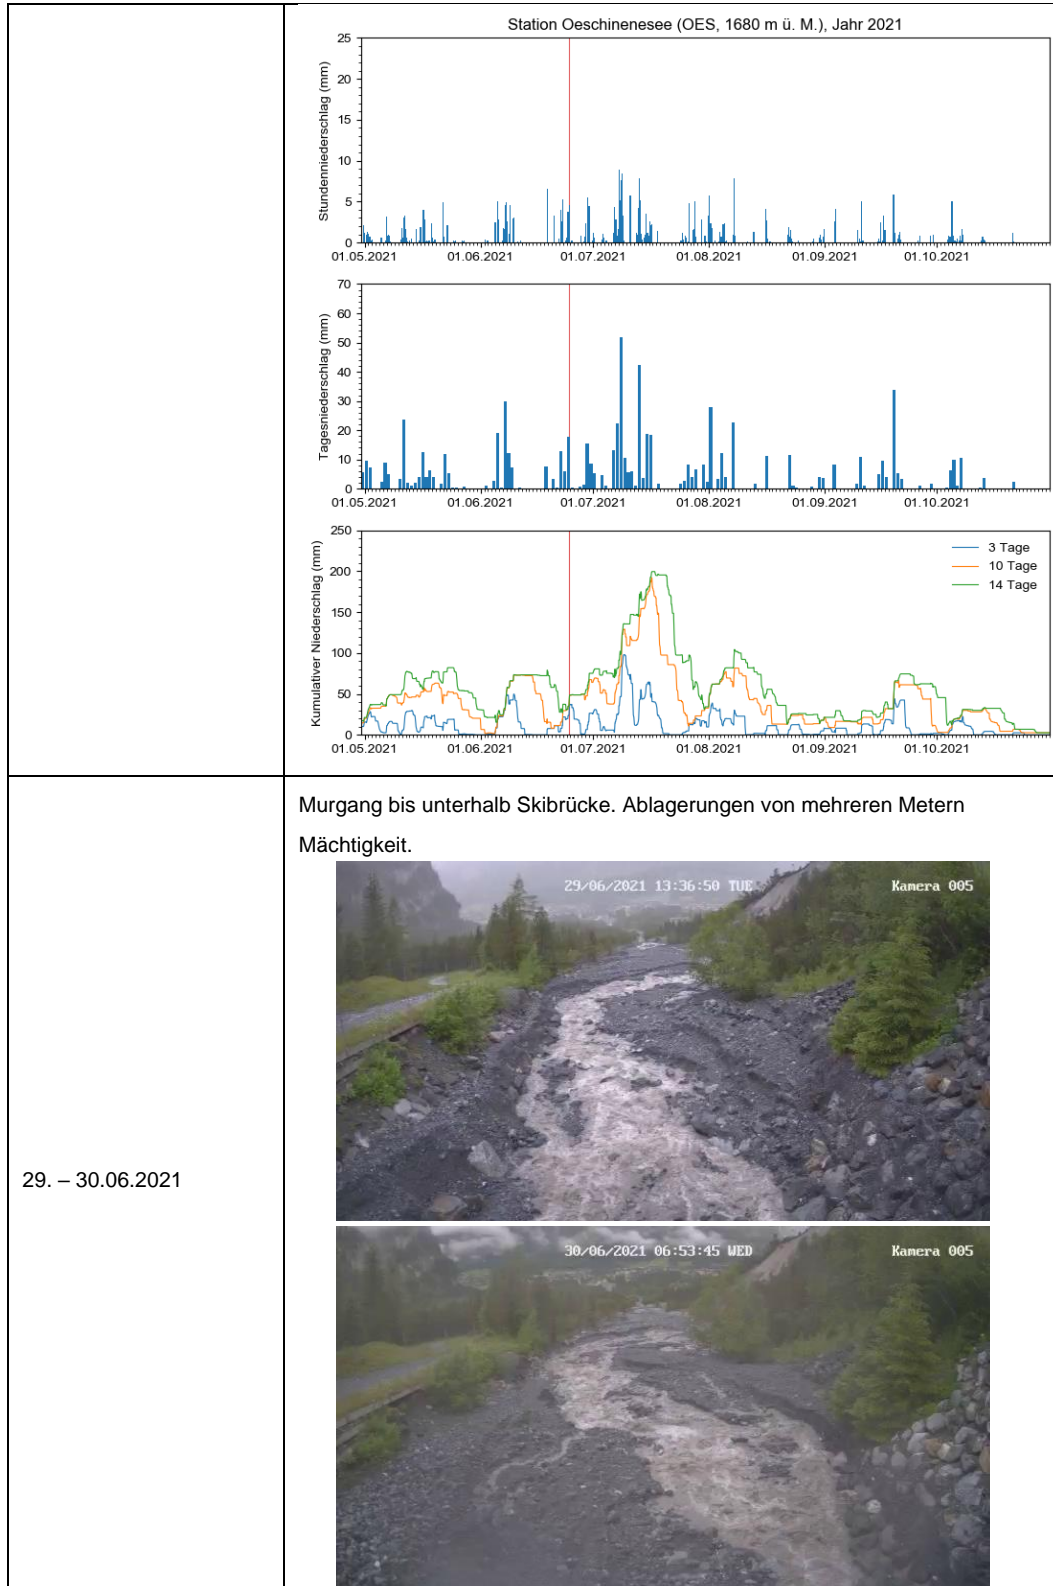 Station Oeschinenesee (OES, 1680 m ü. M.), Jahr 2021
Stundenniederschlag (mm)
25
20
15
10
5
0
01.05.2021 01.06.2021 01.07.2021 01.08.2021 01.09.2021 01.10.2021
Tagesniederschlag (mm)
70
60
50
40
30
20
10
0
01.05.2021 01.06.2021 01.07.2021 01.08.2021 01.09.2021 01.10.2021
Kumulativer Niederschlag (mm)
250
200
150
100
50
0
3 Tage
10 Tage
14 Tage
01.05.2021 01.06.2021 01.07.2021 01.08.2021 01.09.2021 01.10.2021
29. – 30.06.2021
Murgang bis unterhalb Skibrücke. Ablagerungen von mehreren Metern
Mächtigkeit.
29/06/2021 13:36:50 TUE Kamera 005
30/06/2021 06:53:45 WED Kamera 005